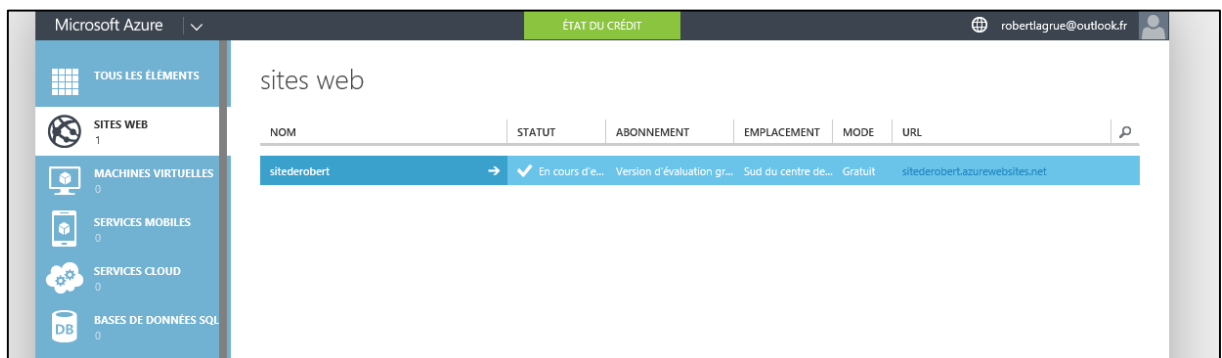 Microsoft Azure
ÉTAT DU CRÉDIT
robertlagrue@outlook.fr
TOUS LES ÉLÉMENTS
SITES WEB
1
MACHINES VIRTUELLES
0
SERVICES MOBILES
0
SERVICES CLOUD
0
BASES DE DONNÉES SQL
DB
0
sites web
NOM STATUT ABONNEMENT EMPLACEMENT MODE URL
sitederobert En cours d'e... Version d'évaluation gr... Sud du centre de... Gratuit sitederobert.azurewebsites.net